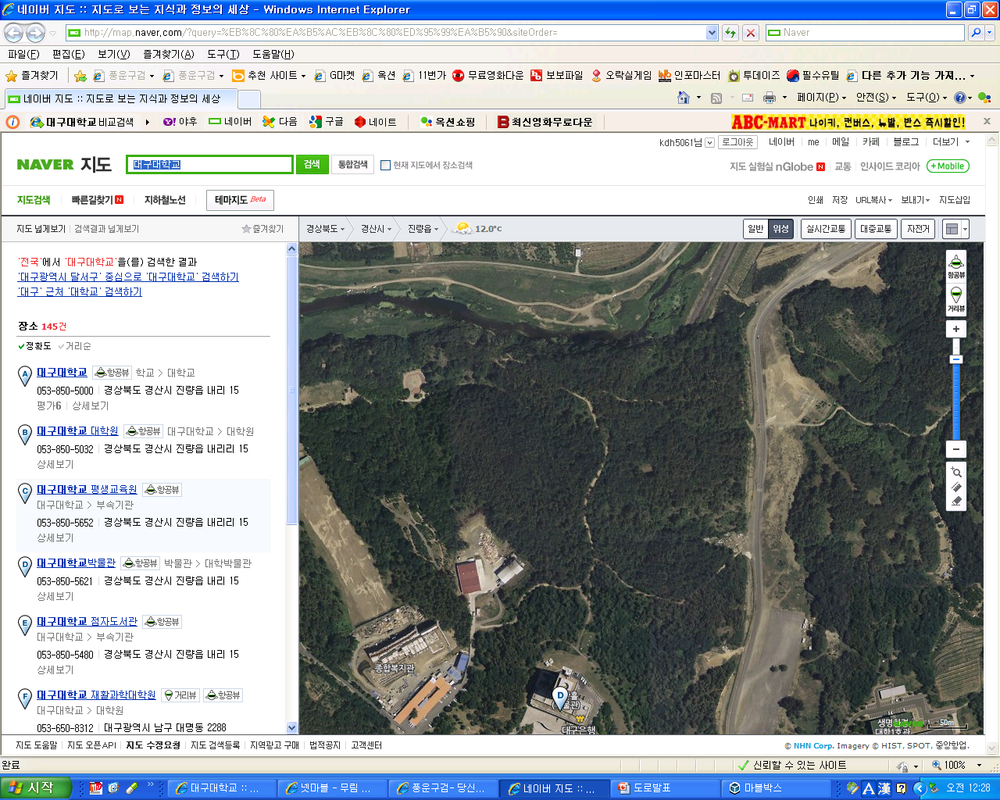 네이버 지도 :: 지도로 보는 지식과 정보의 세상 - Windows Internet Explorer
http://map.naver.com/?query=%EB%8C%80%EA%B5%AC%EB%8C%80%ED%95%99%EA%B5%90&siteOrder=
Naver
파일(F) 편집(E) 보기(V) 즐겨찾기(A) 도구(T) 도움말(H)
즐겨찾기 풍운구검 풍운구검 추천 사이트 G마켓 옥션 11번가 무료영화다운 보보파일 오락실게임 인포마스터 투데이즈 필수유틸 다른 추가 기능 가져...
네이버 지도 :: 지도로 보는 지식과 정보의 세상
페이지(P) 안전(S) 도구(O)
대구대학교 비교검색 야후 네이버 다음 구글 네이트 옥션쇼핑 최신영화무료다운 ABC-MART 나이키, 컨버스, 뉴발, 반스 즉시할인!
kdh5061님 로그아웃 네이버 me 메일 카페 블로그 더보기
NAVER 지도 대구대학교 검색 통합검색 현재 지도에서 장소검색
지도 실험실 nGlobe N 교통 인사이드 코리아 +Mobile
지도검색 빠른길찾기 N 지하철노선 테마지도 Beta
인쇄 저장 URL복사 보내기 지도삽입
지도 넓게보기 검색결과 넓게보기 즐겨찾기
경상북도 경산시 진량읍 12.0°C
일반 위성 실시간교통 대중교통 자전거
'전국'에서 '대구대학교'을(를) 검색한 결과
'대구광역시 달서구' 중심으로 '대구대학교' 검색하기
'대구' 근처 '대학교' 검색하기
장소 145건
정확도 거리순
A 대구대학교 항공뷰 학교 > 대학교
053-850-5000 경상북도 경산시 진량읍 내리 15
평가6 상세보기
B 대구대학교 대학원 항공뷰 대구대학교 > 대학원
053-850-5032 경상북도 경산시 진량읍 내리리 15
상세보기
C 대구대학교 평생교육원 항공뷰
대구대학교 > 부속기관
053-850-5652 경상북도 경산시 진량읍 내리리 15
상세보기
D 대구대학교박물관 항공뷰 박물관 > 대학박물관
053-850-5621 경상북도 경산시 진량읍 내리 15
상세보기
E 대구대학교 점자도서관 항공뷰
대구대학교 > 부속기관
053-850-5480 경상북도 경산시 진량읍 내리 15
상세보기
F 대구대학교 재활과학대학원 거리뷰 항공뷰
대구대학교 > 대학원
053-650-8312 대구광역시 남구 대명동 2288
항공뷰
거리뷰
종합복지관
D
대구은행
50m
지도 도움말 지도 오픈API 지도 수정요청 지도 검색등록 지역광고 구매 법적공지 고객센터
© NHN Corp. Imagery © HIST, SPOT, 중앙항업.
완료
신뢰할 수 있는 사이트
100%
시작
대구대학교 :: ...
넷마블 - 무림 ...
풍운구검- 당신...
네이버 지도 :: ...
도로발표
마블박스
A 漢
오전 12:28